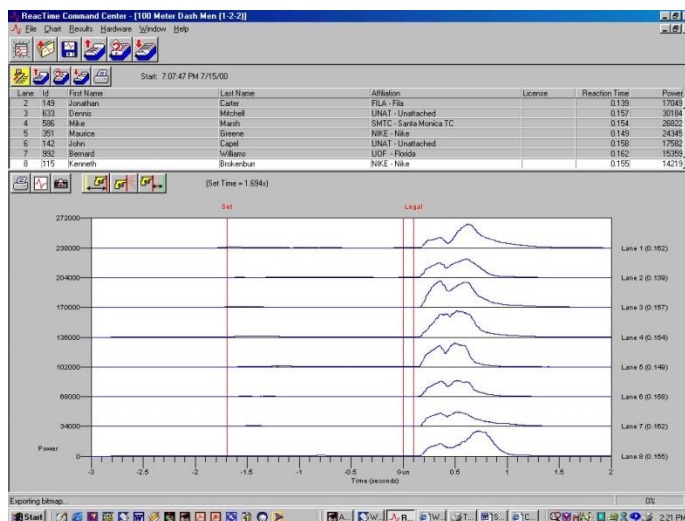 ReacTime Command Center - [100 Meter Dash Men (1-2-2)]
File Chart Results Hardware Window Help
Start: 7:07:47 PM 7/15/00
Lane Id First Name Last Name Affiliation License Reaction Time Power
2 149 Jonathan Carter FILA - Fila 0.139 17049
3 633 Dennis Mitchell UNAT - Unattached 0.157 30184
4 586 Mike Marsh SMTC - Santa Monica TC 0.154 26822
5 351 Maurice Greene NIKE - Nike 0.149 24345
6 142 John Capel UNAT - Unattached 0.158 17582
7 992 Bernard Williams UOF - Florida 0.162 15359
8 115 Kenneth Brokenburr NIKE - Nike 0.155 14219
(Set Time = 1.694s)
Set Legal
272000
238000 Lane 1 (0.162)
204000 Lane 2 (0.139)
170000 Lane 3 (0.157)
136000 Lane 4 (0.154)
102000 Lane 5 (0.149)
68000 Lane 6 (0.158)
34000 Lane 7 (0.162)
Power 0 Lane 8 (0.155)
-3 -2.5 -2 -1.5 -1 -0.5 Gun 0.5 1 1.5 2
Time (seconds)
Exporting bitmap... 0%
Start 2:21 PM